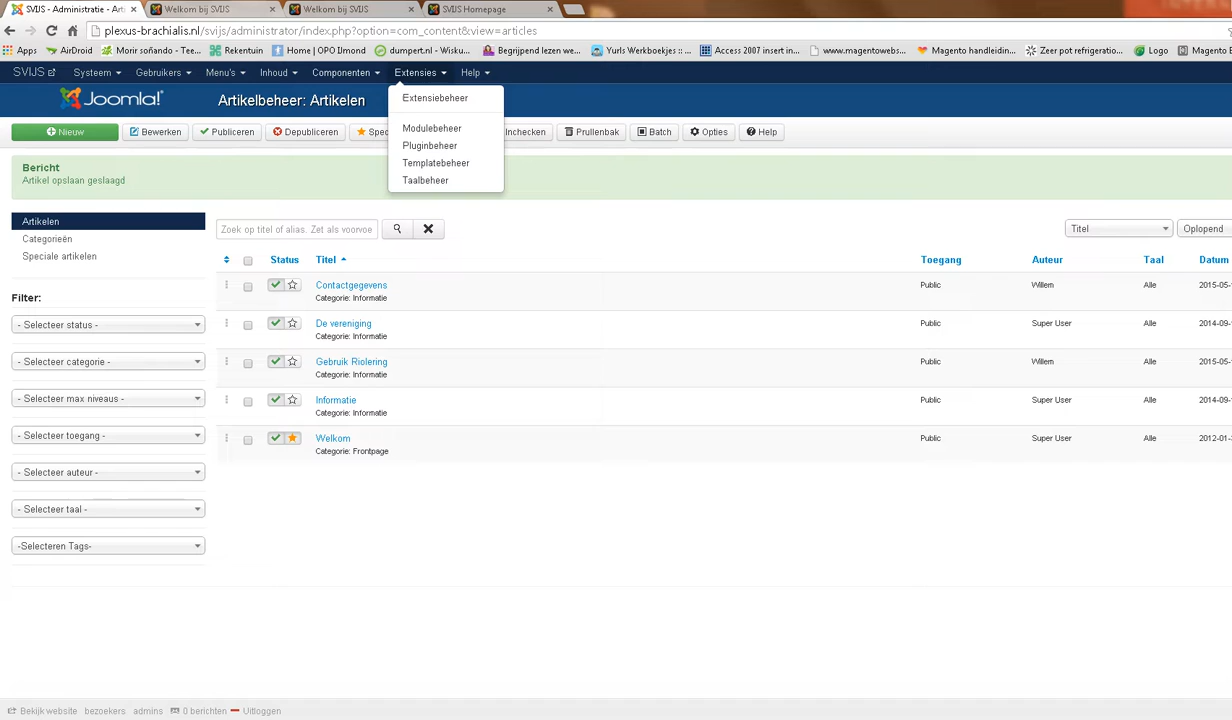 SVIJS - Administratie - Art
Welkom bij SVIJS
Welkom bij SVIJS
SVIJS Homepage
plexus-brachialis.nl/svijs/administrator/index.php?option=com_content&view=articles
Apps AirDroid Morir soñando - Tee... Rekentuin Home | OPO IJmond dumpert.nl - Wisku... Begrijpend lezen we... Yurls Werkboekjes ::... Access 2007 insert in... www.magentowebs... Magento handleidin... Zeer pot refrigeratio... Logo Magento
SVIJS Systeem Gebruikers Menu's Inhoud Componenten Extensies Help
Joomla! Artikelbeheer: Artikelen
Extensiebeheer
Modulebeheer
Pluginbeheer
Templatebeheer
Taalbeheer
Nieuw Bewerken Publiceren Depubliceren Spec Inchecken Prullenbak Batch Opties Help
Bericht
Artikel opslaan geslaagd
Artikelen
Categorieën
Speciale artikelen
Filter:
- Selecteer status -
- Selecteer categorie -
- Selecteer max niveaus -
- Selecteer toegang -
- Selecteer auteur -
- Selecteer taal -
-Selecteren Tags-
Zoek op titel of alias. Zet als voorvoe Titel Oplopend
Status Titel Toegang Auteur Taal Datum
Contactgegevens Public Willem Alle 2015-05-
Categorie: Informatie
De vereniging Public Super User Alle 2014-09-
Categorie: Informatie
Gebruik Riolering Public Willem Alle 2015-05-
Categorie: Informatie
Informatie Public Super User Alle 2014-09-
Categorie: Informatie
Welkom Public Super User Alle 2012-01-
Categorie: Frontpage
Bekijk website bezoekers admins 0 berichten Uitloggen